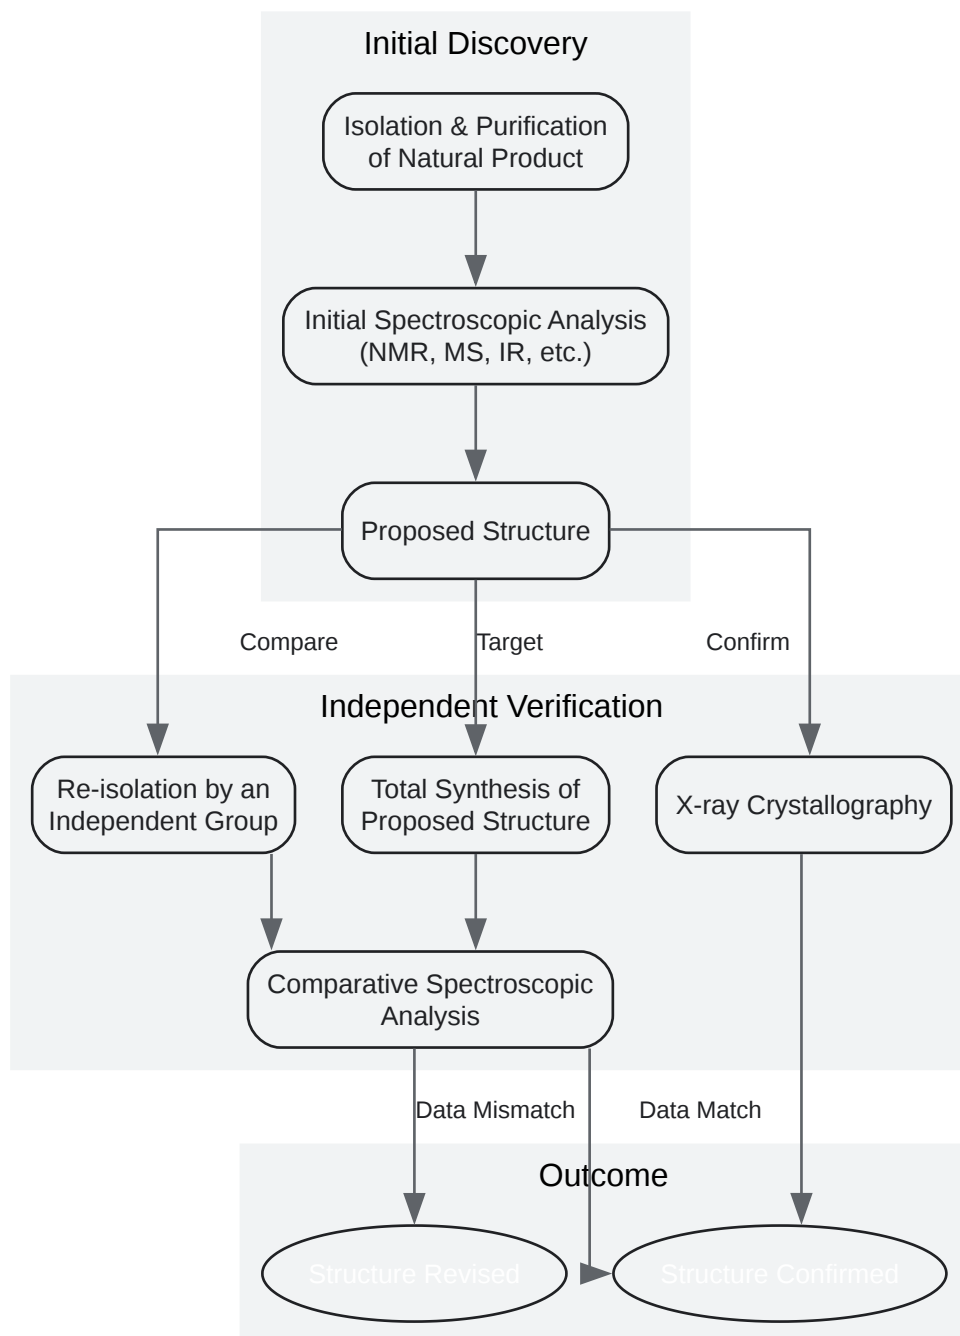 Initial Discovery
Isolation & Purification
of Natural Product
Initial Spectroscopic Analysis
(NMR, MS, IR, etc.)
Proposed Structure
Compare
Target
Confirm
Independent Verification
Re-isolation by an
Independent Group
Total Synthesis of
Proposed Structure
X-ray Crystallography
Comparative Spectroscopic
Analysis
Data Mismatch
Data Match
Outcome
Structure Revised
Structure Confirmed